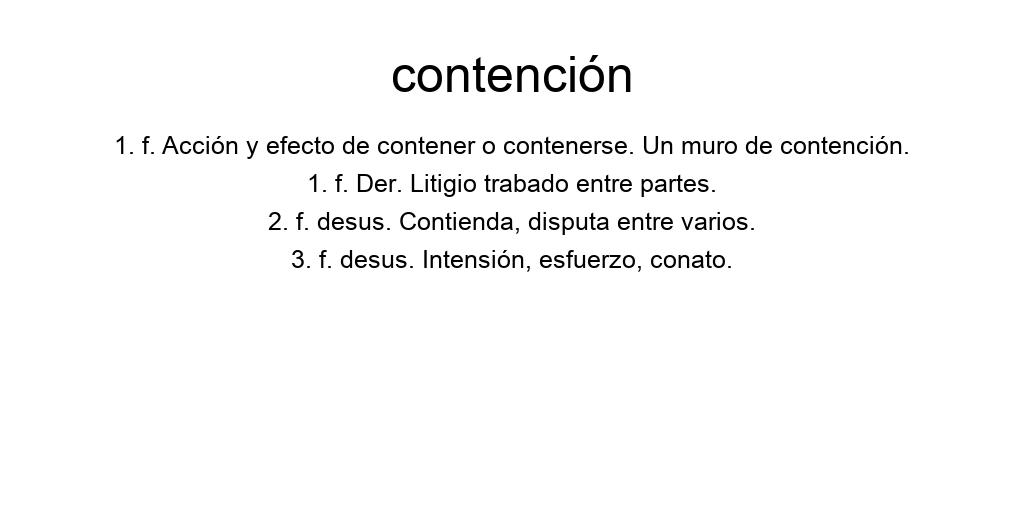 contención
1. f. Acción y efecto de contener o contenerse. Un muro de contención.
1. f. Der. Litigio trabado entre partes.
2. f. desus. Contienda, disputa entre varios.
3. f. desus. Intensión, esfuerzo, conato.